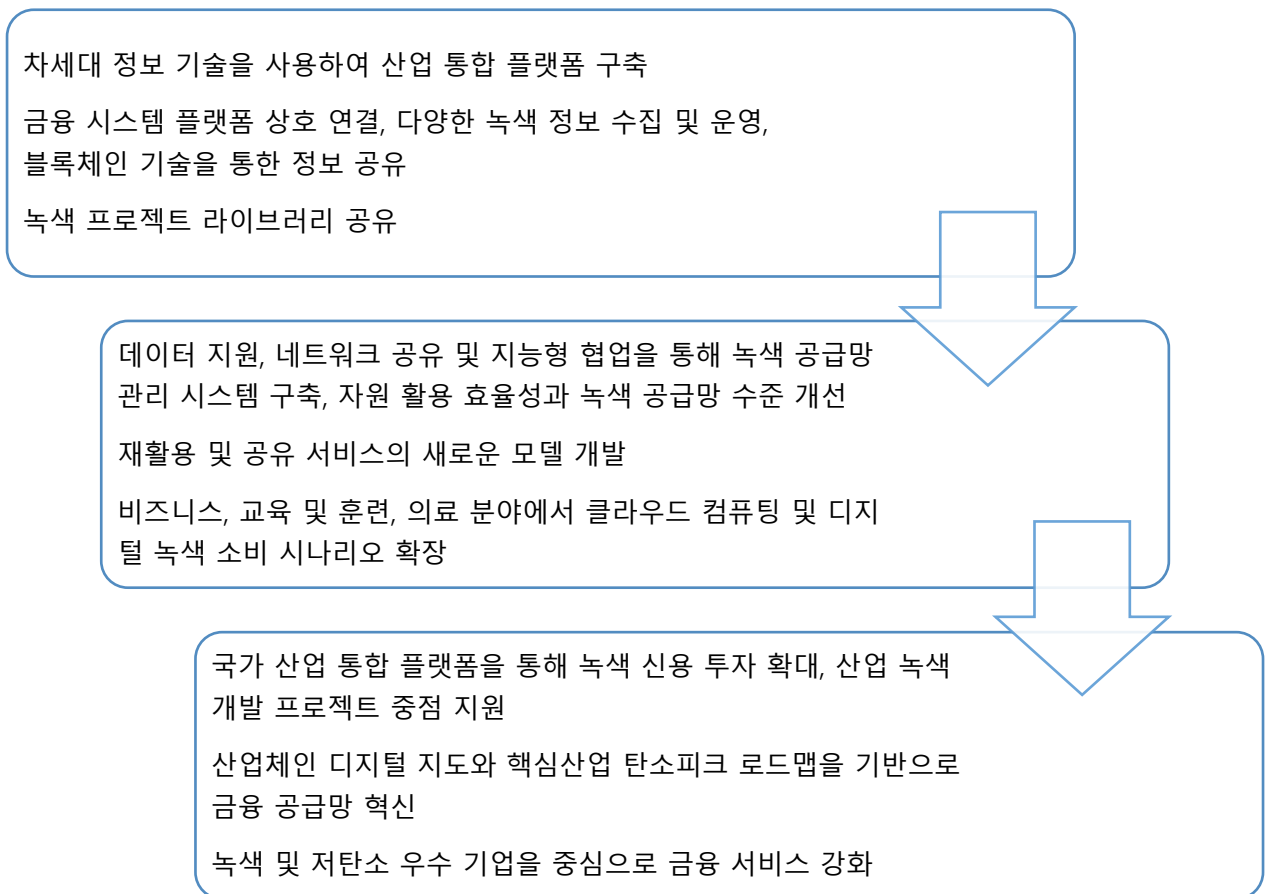 차세대 정보 기술을 사용하여 산업 통합 플랫폼 구축
금융 시스템 플랫폼 상호 연결, 다양한 녹색 정보 수집 및 운영,
블록체인 기술을 통한 정보 공유
녹색 프로젝트 라이브러리 공유
데이터 지원, 네트워크 공유 및 지능형 협업을 통해 녹색 공급망
관리 시스템 구축, 자원 활용 효율성과 녹색 공급망 수준 개선
재활용 및 공유 서비스의 새로운 모델 개발
비즈니스, 교육 및 훈련, 의료 분야에서 클라우드 컴퓨팅 및 디지
털 녹색 소비 시나리오 확장
국가 산업 통합 플랫폼을 통해 녹색 신용 투자 확대, 산업 녹색
개발 프로젝트 중점 지원
산업체인 디지털 지도와 핵심산업 탄소피크 로드맵을 기반으로
금융 공급망 혁신
녹색 및 저탄소 우수 기업을 중심으로 금융 서비스 강화